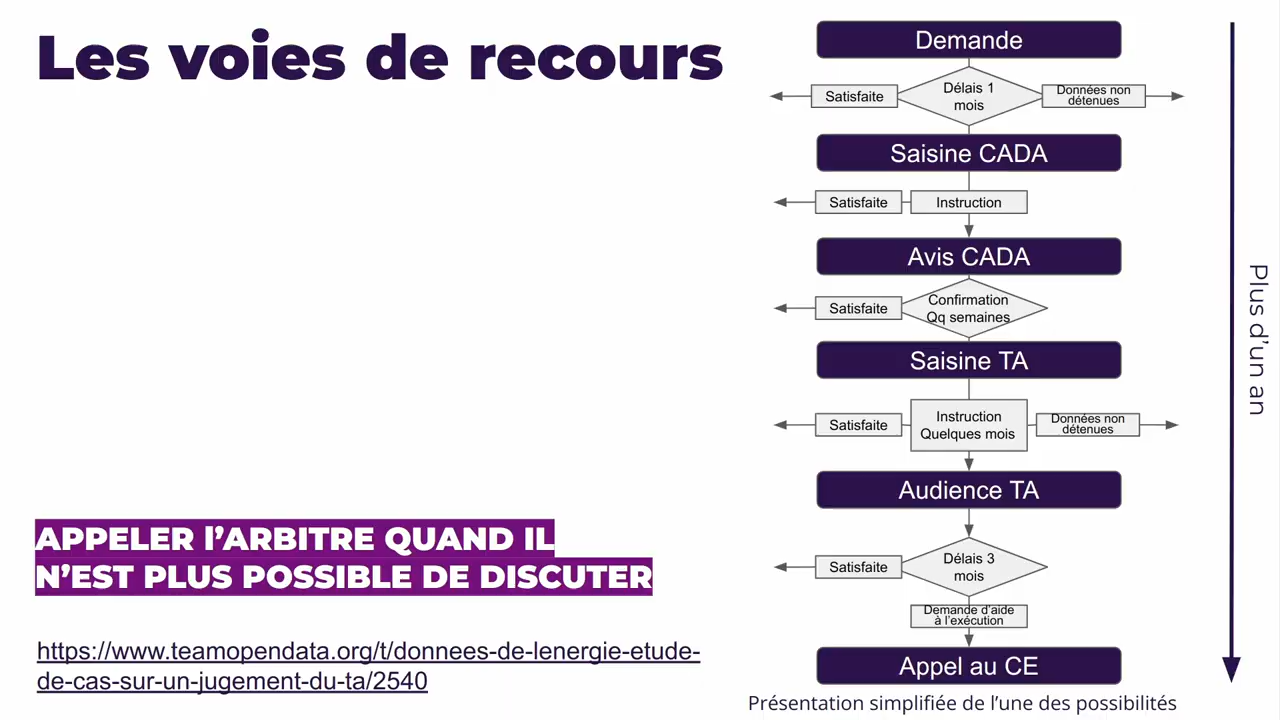 Les voies de recours
APPELER l'ARBITRE QUAND IL
N'EST PLUS POSSIBLE DE DISCUTER
https://www.teamopendata.org/t/donnees-de-lenergie-etude-
de-cas-sur-un-jugement-du-ta/2540
Demande
Satisfaite
Délais 1
mois
Données non
détenues
Saisine CADA
Satisfaite
Instruction
Avis CADA
Satisfaite
Confirmation
Qq semaines
Saisine TA
Satisfaite
Instruction
Quelques mois
Données non
détenues
Audience TA
Satisfaite
Délais 3
mois
Demande d'aide
à l'exécution
Appel au CE
Présentation simplifiée de l'une des possibilités
Plus d'un an